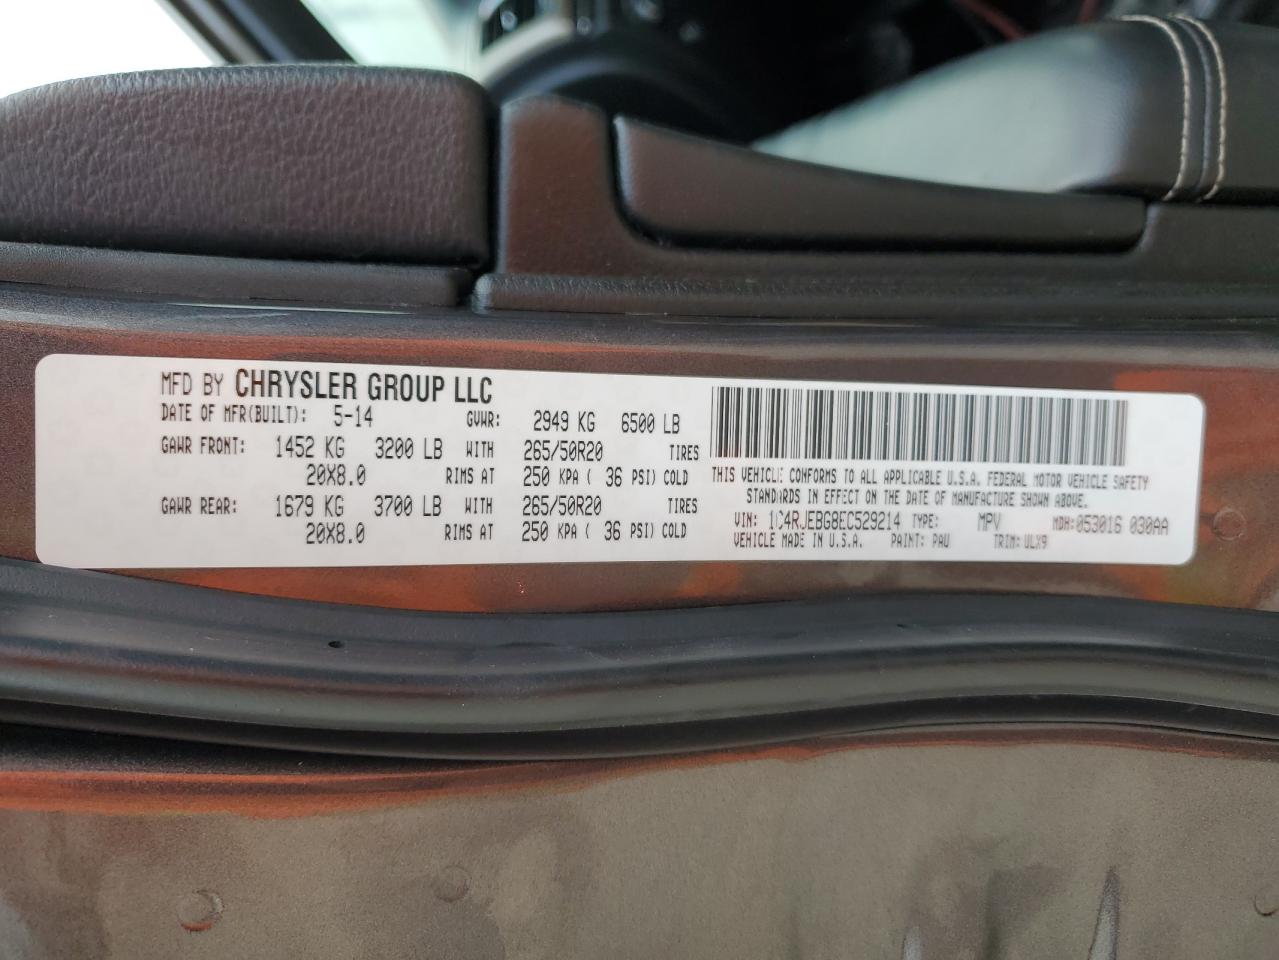 MFD BY CHRYSLER GROUP LLC
DATE OF MFR(BUILT): 5-14 GVWR: 2949 KG 6500 LB
GAWR FRONT: 1452 KG 3200 LB WITH 265/50R20 TIRES
20X8.0 RIMS AT 250 KPA ( 36 PSI) COLD
GAWR REAR: 1679 KG 3700 LB WITH 265/50R20 TIRES
20X8.0 RIMS AT 250 KPA ( 36 PSI) COLD
THIS VEHICLE CONFORMS TO ALL APPLICABLE U.S.A. FEDERAL MOTOR VEHICLE SAFETY
STANDARDS IN EFFECT ON THE DATE OF MANUFACTURE SHOWN ABOVE.
VIN: 1C4RJEBG8EC529214 TYPE: MPV MDH: 053016 030AA
VEHICLE MADE IN U.S.A. PAINT: PAU TRIM: ULX9